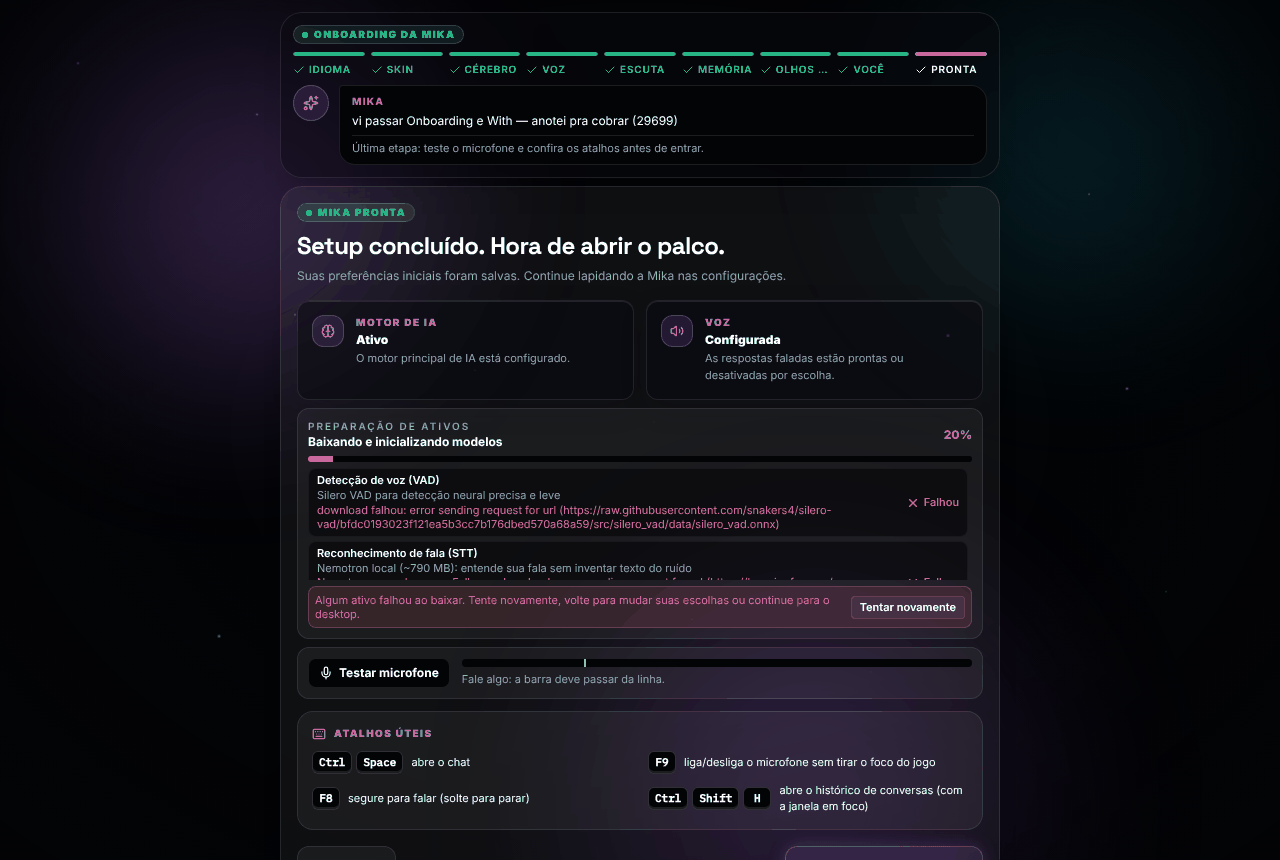 ONBOARDING DA MIKA
IDIOMA
SKIN
CÉREBRO
VOZ
ESCUTA
MEMÓRIA
OLHOS ...
VOCÊ
PRONTA
MIKA
vi passar Onboarding e With — anotei pra cobrar (29699)
Última etapa: teste o microfone e confira os atalhos antes de entrar.
MIKA PRONTA
Setup concluído. Hora de abrir o palco.
Suas preferências iniciais foram salvas. Continue lapidando a Mika nas configurações.
MOTOR DE IA
Ativo
O motor principal de IA está configurado.
VOZ
Configurada
As respostas faladas estão prontas ou
desativadas por escolha.
PREPARAÇÃO DE ATIVOS
Baixando e inicializando modelos
20%
Detecção de voz (VAD)
Silero VAD para detecção neural precisa e leve
download falhou: error sending request for url (https://raw.githubusercontent.com/snakers4/silero-
vad/bfdc0193023f121ea5b3cc7b176dbed570a68a59/src/silero_vad/data/silero_vad.onnx)
Falhou
Reconhecimento de fala (STT)
Nemotron local (~790 MB): entende sua fala sem inventar texto do ruído
Algum ativo falhou ao baixar. Tente novamente, volte para mudar suas escolhas ou continue para o
desktop.
Tentar novamente
Testar microfone
Fale algo: a barra deve passar da linha.
ATALHOS ÚTEIS
Ctrl Space abre o chat
F9 liga/desliga o microfone sem tirar o foco do jogo
F8 segure para falar (solte para parar)
Ctrl Shift H abre o histórico de conversas (com
a janela em foco)